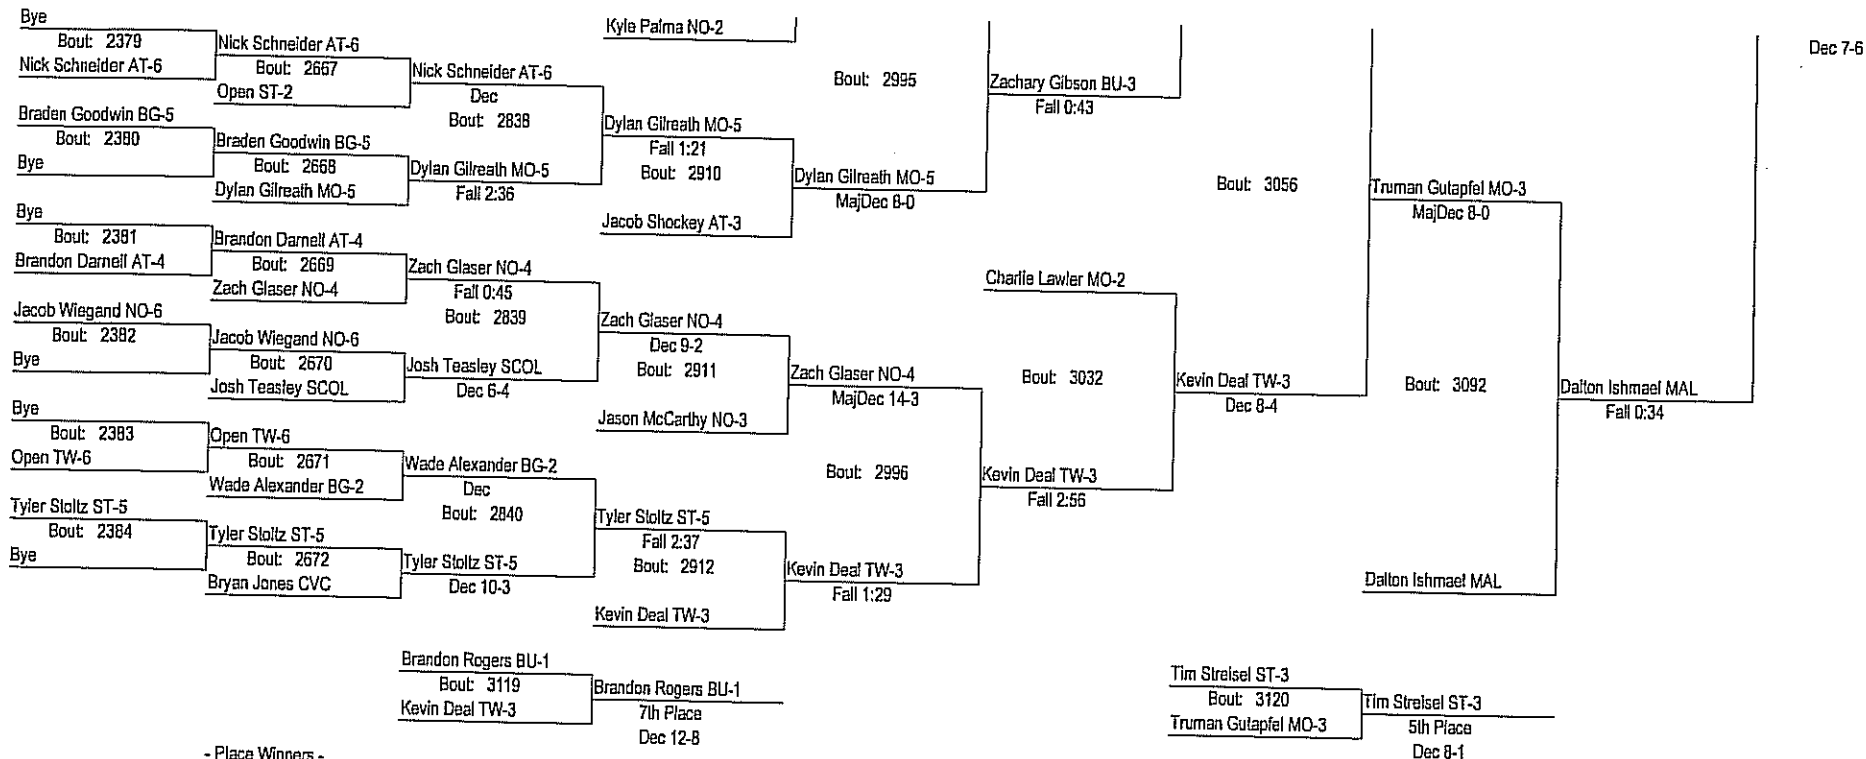 Bye
Bout: 2379
Nick Schneider AT-6
Braden Goodwin BG-5
Bout: 2380
Bye
Bye
Bout: 2381
Brandon Darnell AT-4
Jacob Wiegand NO-6
Bout: 2382
Bye
Bye
Bout: 2383
Open TW-6
Tyler Stoltz ST-5
Bout: 2384
Bye
Nick Schneider AT-6
Bout: 2667
Open ST-2
Braden Goodwin BG-5
Bout: 2668
Dylan Gilreath MO-5
Brandon Darnell AT-4
Bout: 2669
Zach Glaser NO-4
Jacob Wiegand NO-6
Bout: 2670
Josh Teasley SCOL
Open TW-6
Bout: 2671
Wade Alexander BG-2
Tyler Stoltz ST-5
Bout: 2672
Bryan Jones CVC
Nick Schneider AT-6
Dec
Bout: 2838
Dylan Gilreath MO-5
Fall 2:36
Zach Glaser NO-4
Fall 0:45
Bout: 2839
Josh Teasley SCOL
Dec 6-4
Wade Alexander BG-2
Dec
Bout: 2840
Tyler Stoltz ST-5
Dec 10-3
Kyle Palma NO-2
Dylan Gilreath MO-5
Fall 1:21
Bout: 2910
Jacob Shockey AT-3
Zach Glaser NO-4
Dec 9-2
Bout: 2911
Jason McCarthy NO-3
Tyler Stoltz ST-5
Fall 2:37
Bout: 2912
Kevin Deal TW-3
Bout: 2995
Dylan Gilreath MO-5
MajDec 8-0
Zach Glaser NO-4
MajDec 14-3
Bout: 2996
Kevin Deal TW-3
Fall 1:29
Zachary Gibson BU-3
Fall 0:43
Charlie Lawler MO-2
Bout: 3032
Kevin Deal TW-3
Fall 2:56
Bout: 3056
Kevin Deal TW-3
Dec 8-4
Truman Gutapfel MO-3
MajDec 8-0
Bout: 3092
Dalton Ishmael MAL
Dalton Ishmael MAL
Fall 0:34
Dec 7-6
Brandon Rogers BU-1
Bout: 3119
Kevin Deal TW-3
Brandon Rogers BU-1
7th Place
Dec 12-8
Tim Streisel ST-3
Bout: 3120
Truman Gutapfel MO-3
Tim Streisel ST-3
5th Place
Dec 8-1
- Place Winners -